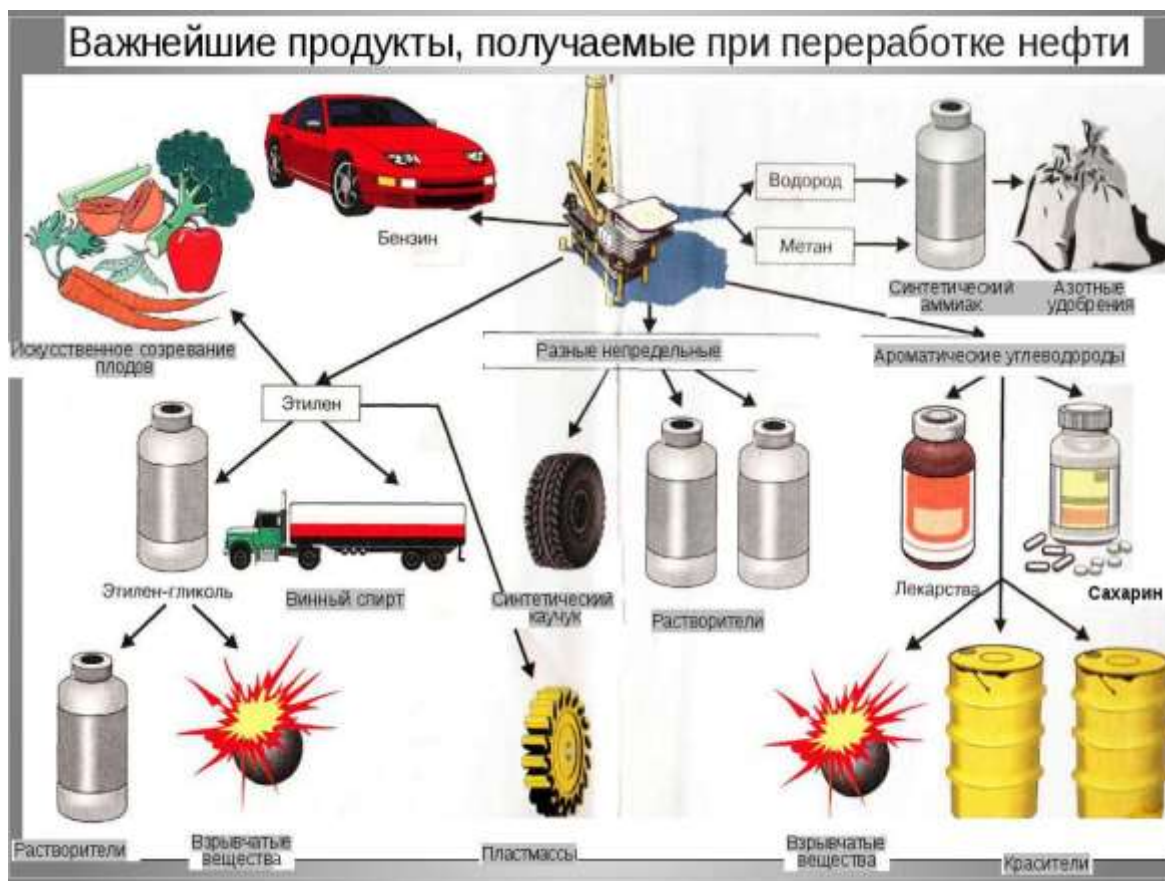 Важнейшие продукты, получаемые при переработке нефти
Бензин
Водород
Метан
Синтетический
аммиак
Азотные
удобрения
Искусственное созревание
плодов
Разные непредельные
Ароматические углеводороды
Этилен
Этилен-гликоль
Винный спирт
Синтетический
каучук
Растворители
Лекарства
Сахарин
Растворители
Взрывчатые
вещества
Пластмассы
Взрывчатые
вещества
Красители